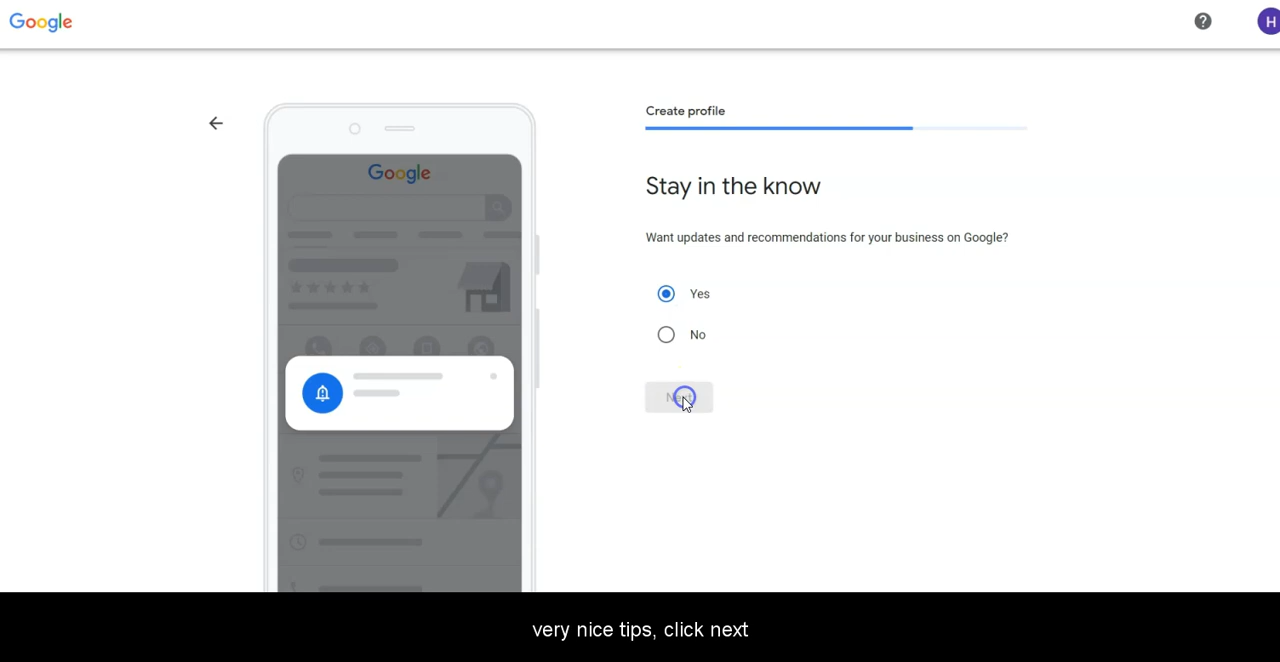 Google
H
Create profile
Google
Stay in the know
Want updates and recommendations for your business on Google?
Yes
No
Next
very nice tips, click next